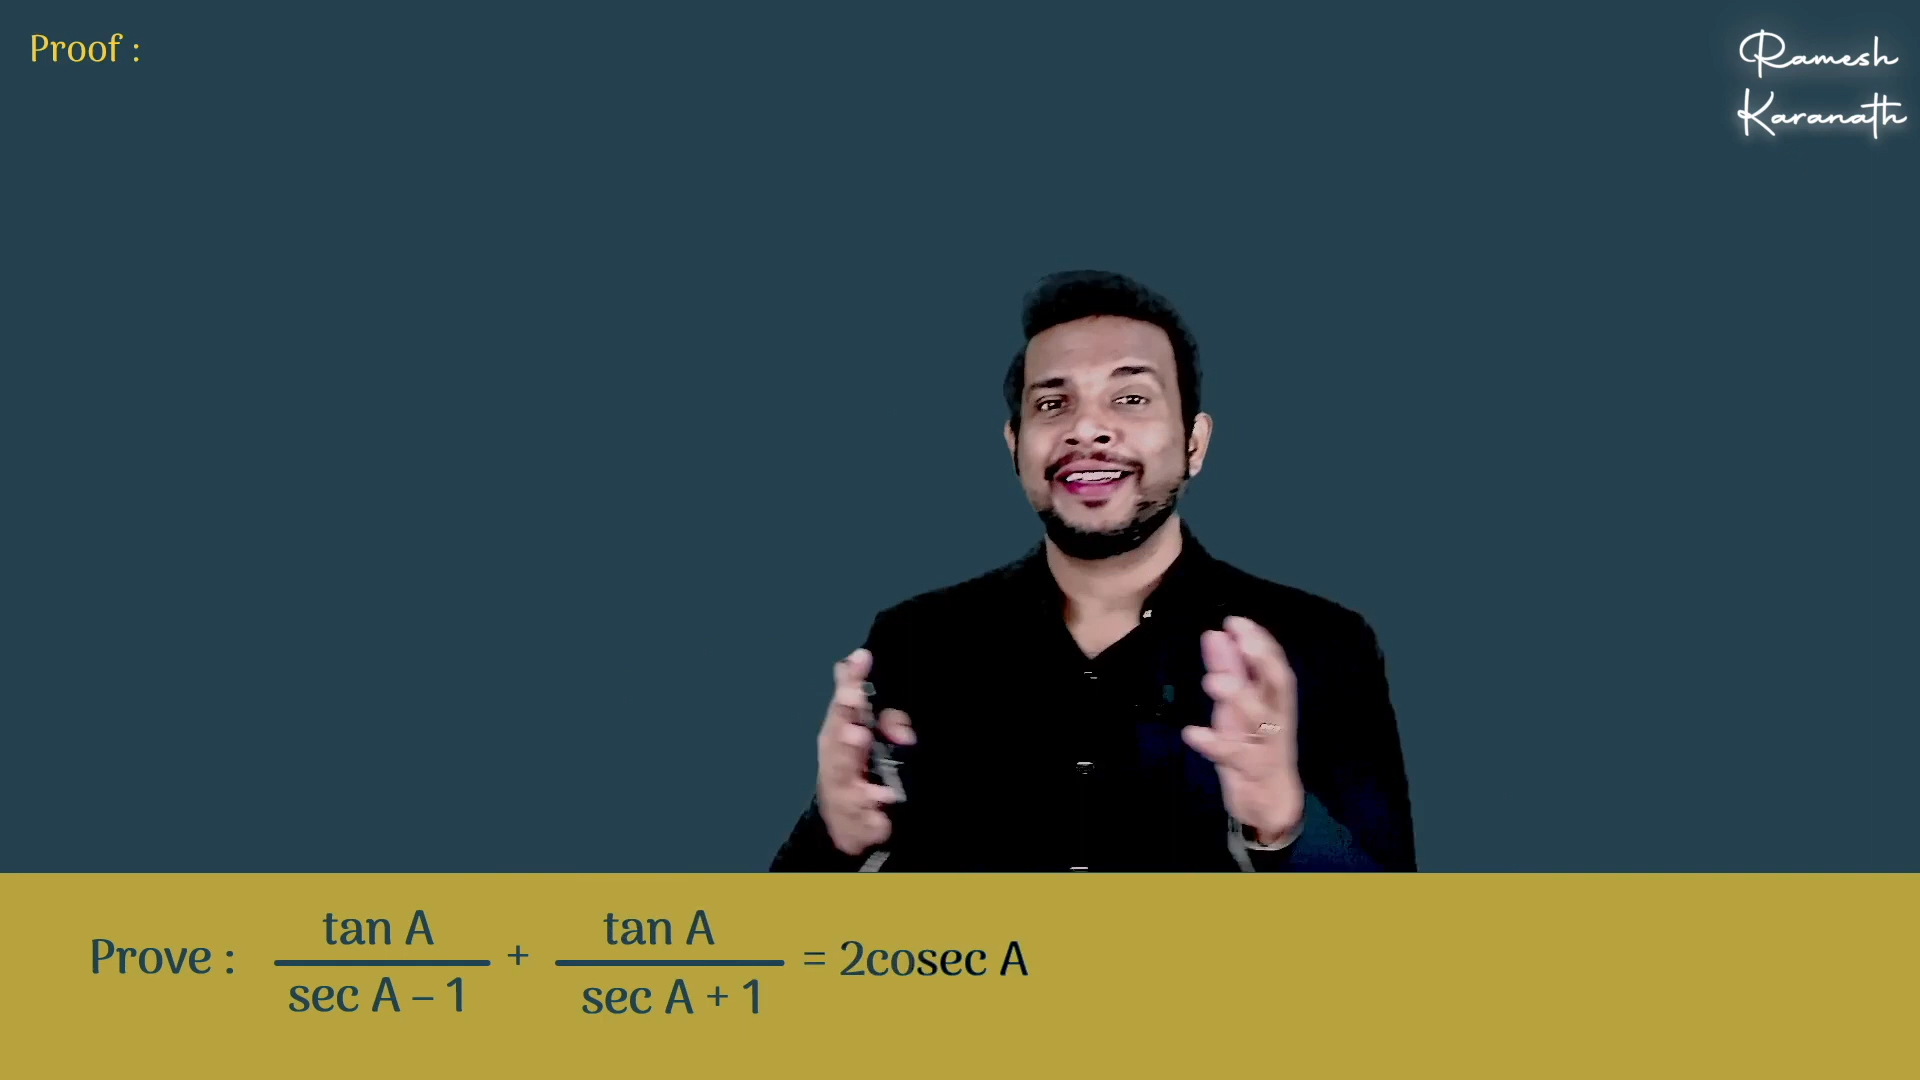 Proof :
Ramesh
Karanath
Prove : tan A / sec A – 1 + tan A / sec A + 1 = 2cosec A